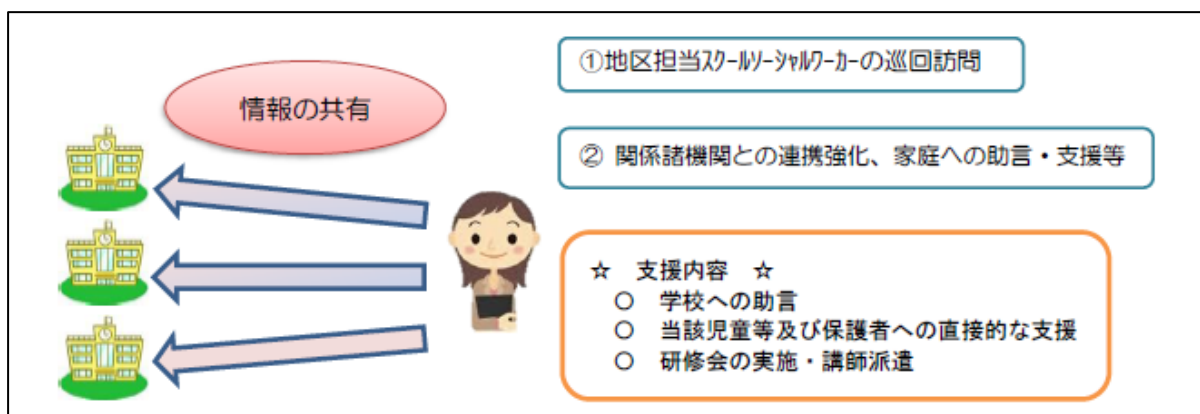 情報の共有
①地区担当ｽｸｰﾙｿｰｼｬﾙﾜｰｶｰの巡回訪問
② 関係諸機関との連携強化、家庭への助言・支援等
☆ 支援内容 ☆
○ 学校への助言
○ 当該児童等及び保護者への直接的な支援
○ 研修会の実施・講師派遣